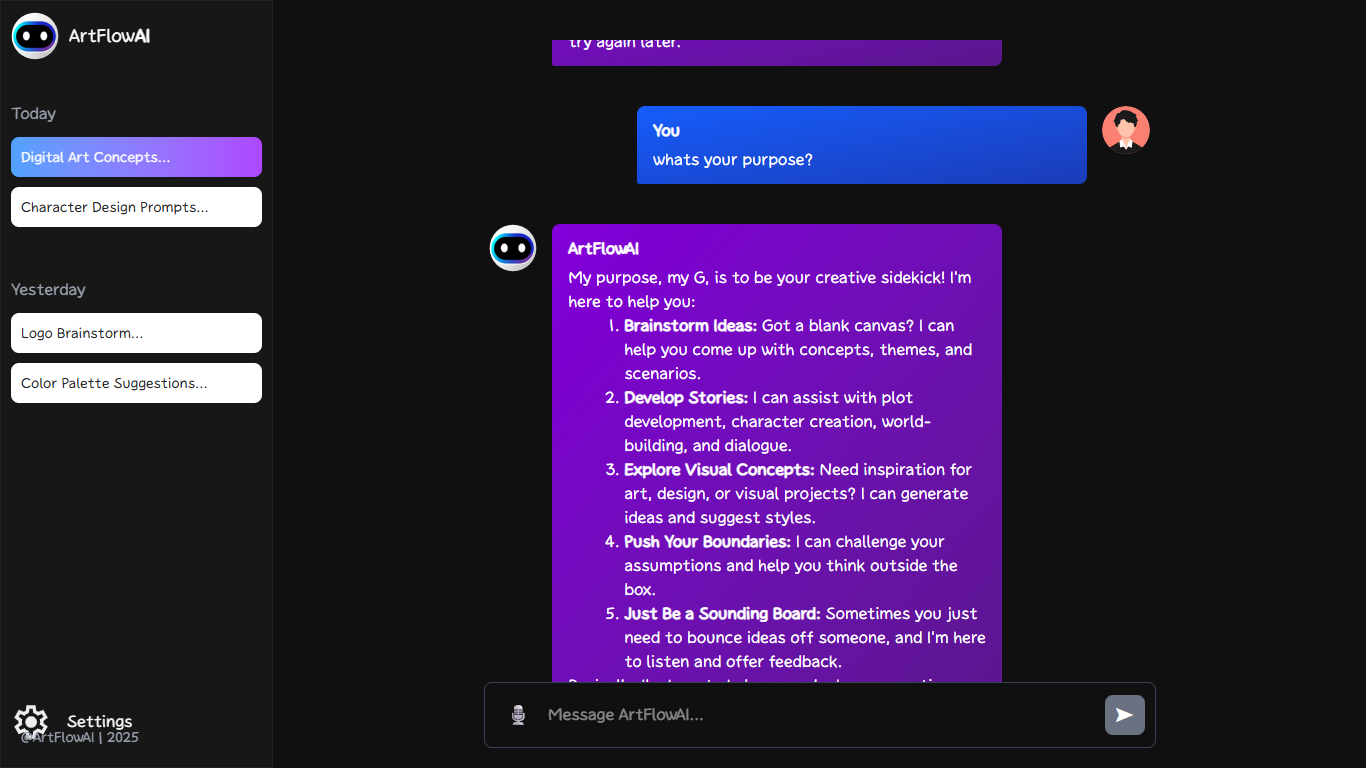 ArtFlowAI
Today
Digital Art Concepts...
Character Design Prompts...
Yesterday
Logo Brainstorm...
Color Palette Suggestions...
Settings
@ArtFlowAI | 2025
try again later.
You
whats your purpose?
ArtFlowAI
My purpose, my G, is to be your creative sidekick! I'm
here to help you:
1. Brainstorm Ideas: Got a blank canvas? I can
help you come up with concepts, themes, and
scenarios.
2. Develop Stories: I can assist with plot
development, character creation, world-
building, and dialogue.
3. Explore Visual Concepts: Need inspiration for
art, design, or visual projects? I can generate
ideas and suggest styles.
4. Push Your Boundaries: I can challenge your
assumptions and help you think outside the
box.
5. Just Be a Sounding Board: Sometimes you just
need to bounce ideas off someone, and I'm here
to listen and offer feedback.
Message ArtFlowAI...